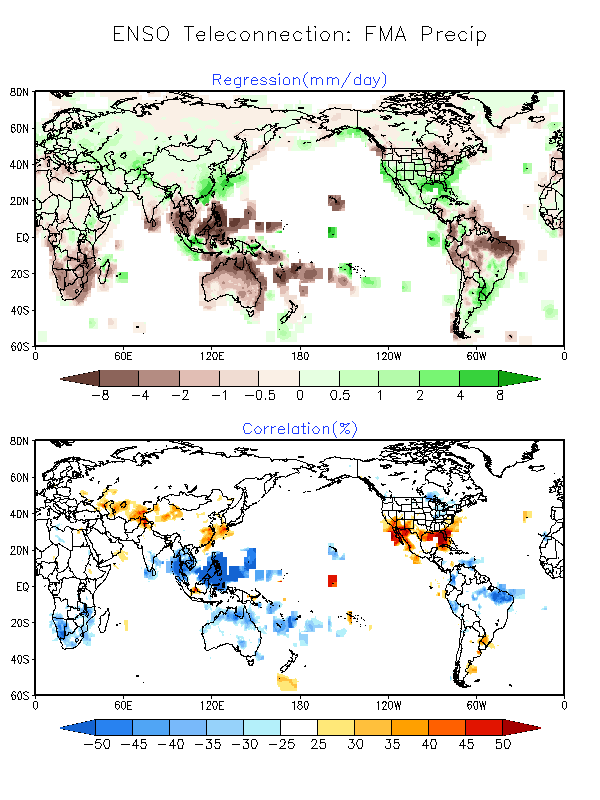 ENSO Teleconnection: FMA Precip
Regression(mm/day)
80N
60N
40N
20N
EQ
20S
40S
60S
0 60E 120E 180 120W 60W 0
−8 −4 −2 −1 −0.5 0 0.5 1 2 4 8
Correlation(%)
80N
60N
40N
20N
EQ
20S
40S
60S
0 60E 120E 180 120W 60W 0
−50 −45 −40 −35 −30 −25 25 30 35 40 45 50